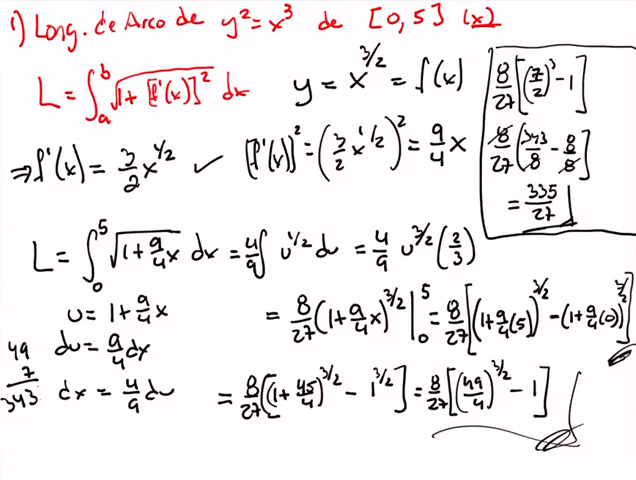 1) Long. de Arco de y²=x³ de [0,5] (x)
L = ∫ₐᵇ √(1+[f'(x)]²) dx
y = x^(3/2) = f(x)
⇒ f'(x) = 3/2 x^(1/2) ✓ [f'(x)]² = (3/2 x^(1/2))² = 9/4 x
8/27 [(7/2)³ - 1]
8/27 [343/8 - 8/8]
= 335/27
L = ∫₀⁵ √(1+9/4 x) dx = 4/9 ∫ u^(1/2) du = 4/9 u^(3/2) (2/3)
u = 1+9/4 x
= 8/27 (1+9/4 x)^(3/2) |₀⁵ = 8/27 [(1+9/4(5))^(3/2) - (1+9/4(0))^(3/2)]
du = 9/4 dx
dx = 4/9 du
49
7
343
= 8/27 [(1+45/4)^(3/2) - 1^(3/2)] = 8/27 [(49/4)^(3/2) - 1]